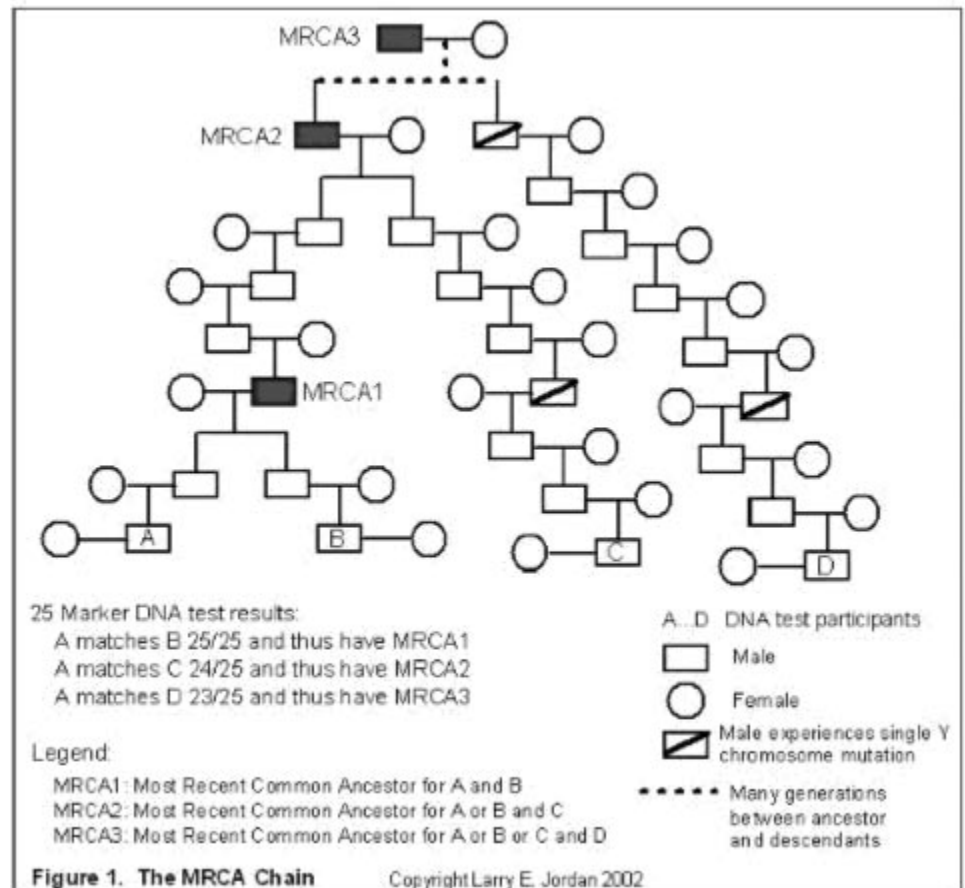 MRCA3
MRCA2
MRCA1
A
B
C
D
25 Marker DNA test results:
A matches B 25/25 and thus have MRCA1
A matches C 24/25 and thus have MRCA2
A matches D 23/25 and thus have MRCA3
Legend:
MRCA1: Most Recent Common Ancestor for A and B
MRCA2: Most Recent Common Ancestor for A or B and C
MRCA3: Most Recent Common Ancestor for A or B or C and D
A...D DNA test participants
Male
Female
Male experiences single Y
chromosome mutation
Many generations
between ancestor
and descendants
Figure 1. The MRCA Chain Copyright Larry E. Jordan 2002